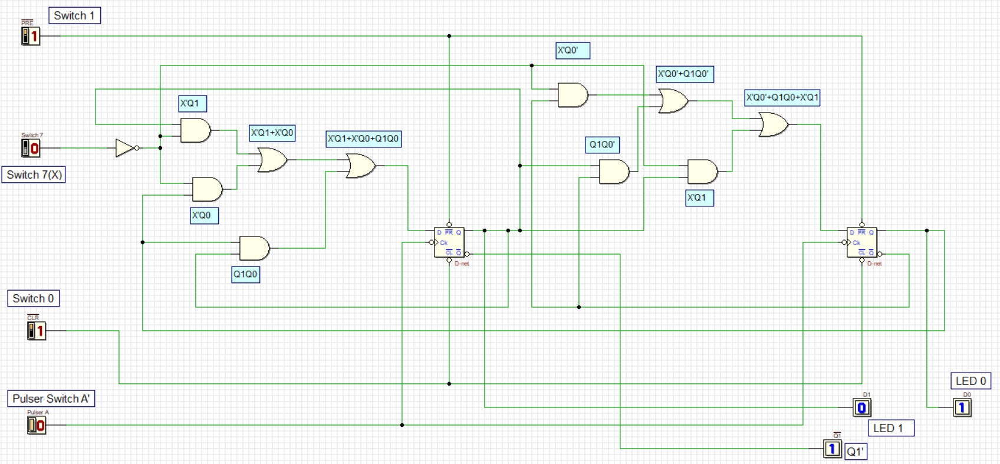 Switch 1
PRE
1
X'Q0'
X'Q0'+Q1Q0'
X'Q0'+Q1Q0+X'Q1
X'Q1
X'Q1+X'Q0
X'Q1+X'Q0+Q1Q0
Switch 7
0
Switch 7(X)
Q1Q0'
X'Q1
X'Q0
D PR Q
Ck
CL Q
D-net
D PR Q
Ck
CL Q
D-net
Q1Q0
Switch 0
CLR
1
Pulser Switch A'
Pulser A
0
LED 0
D0
1
D1
0
LED 1
Q1
1
Q1'